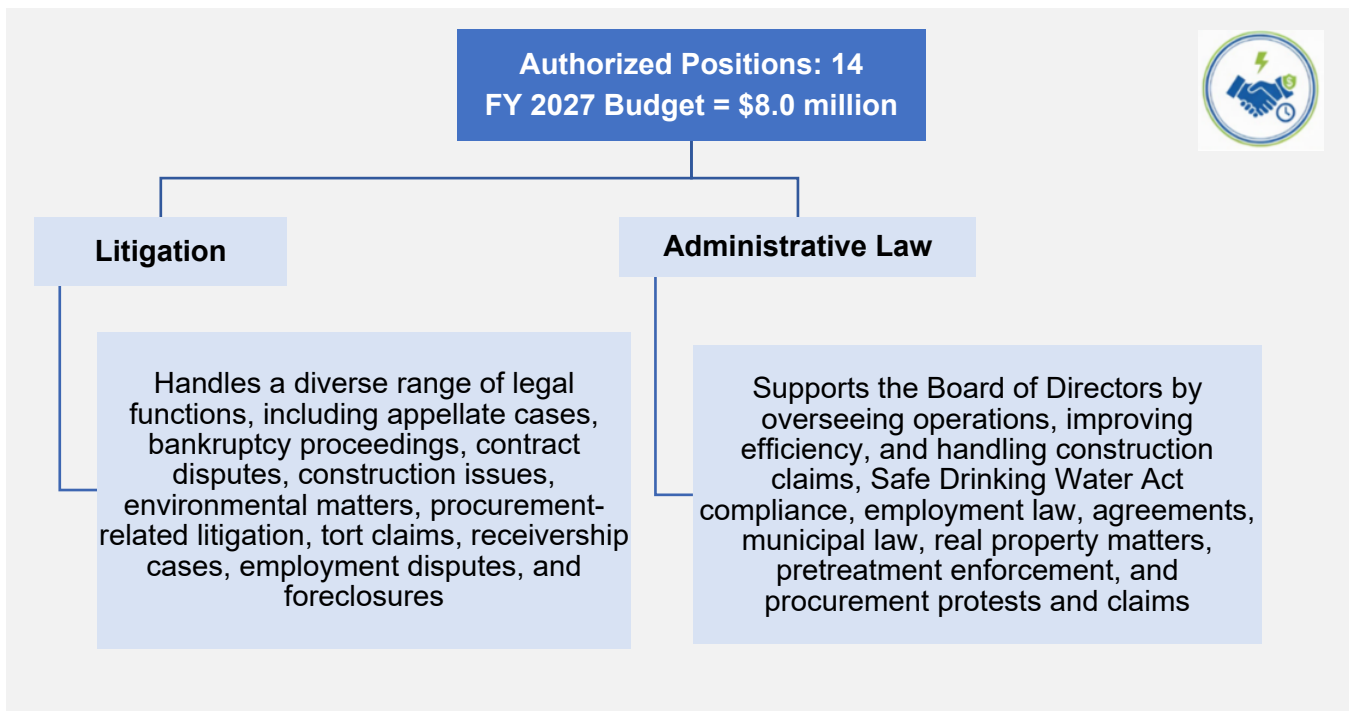 Authorized Positions: 14
FY 2027 Budget = $8.0 million
Litigation
Handles a diverse range of legal
functions, including appellate cases,
bankruptcy proceedings, contract
disputes, construction issues,
environmental matters, procurement-
related litigation, tort claims, receivership
cases, employment disputes, and
foreclosures
Administrative Law
Supports the Board of Directors by
overseeing operations, improving
efficiency, and handling construction
claims, Safe Drinking Water Act
compliance, employment law, agreements,
municipal law, real property matters,
pretreatment enforcement, and
procurement protests and claims
$